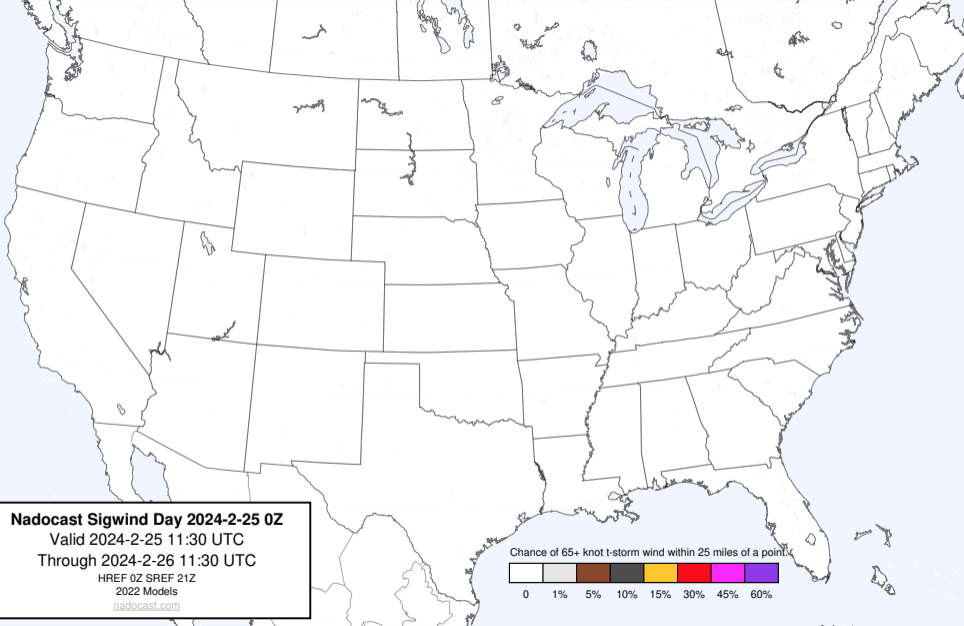 Nadocast Sigwind Day 2024-2-25 0Z
Valid 2024-2-25 11:30 UTC
Through 2024-2-26 11:30 UTC
HREF 0Z SREF 21Z
2022 Models
nadocast.com
Chance of 65+ knot t-storm wind within 25 miles of a point.
0 1% 5% 10% 15% 30% 45% 60%